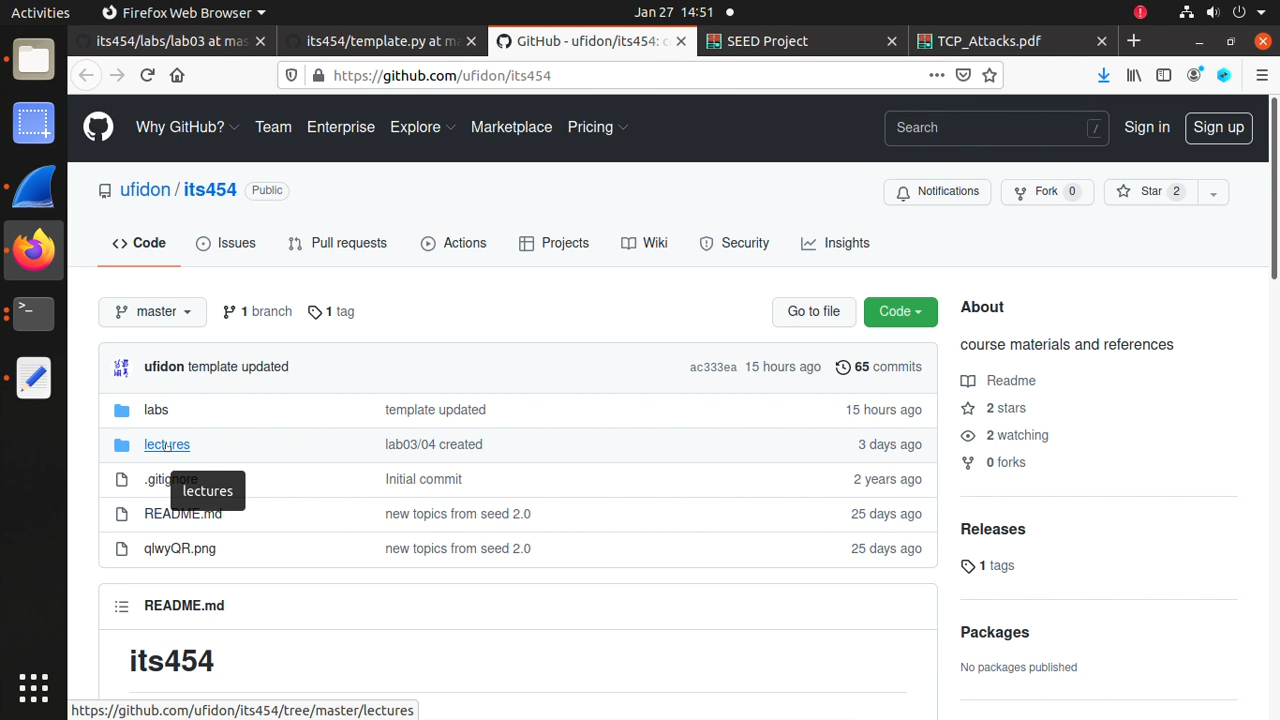 Activities
Firefox Web Browser
Jan 27 14:51
its454/labs/lab03 at mas
its454/template.py at m
GitHub - ufidon/its454: c
SEED Project
TCP_Attacks.pdf
https://github.com/ufidon/its454
Why GitHub?
Team
Enterprise
Explore
Marketplace
Pricing
Search
/
Sign in
Sign up
ufidon / its454
Public
Notifications
Fork 0
Star 2
Code
Issues
Pull requests
Actions
Projects
Wiki
Security
Insights
master
1 branch
1 tag
Go to file
Code
About
course materials and references
ufidon template updated
ac333ea 15 hours ago
65 commits
Readme
labs
template updated
15 hours ago
2 stars
lectures
lab03/04 created
3 days ago
2 watching
0 forks
.gitignore
Initial commit
2 years ago
lectures
README.md
new topics from seed 2.0
25 days ago
Releases
qlwyQR.png
new topics from seed 2.0
25 days ago
1 tags
README.md
Packages
its454
No packages published
https://github.com/ufidon/its454/tree/master/lectures